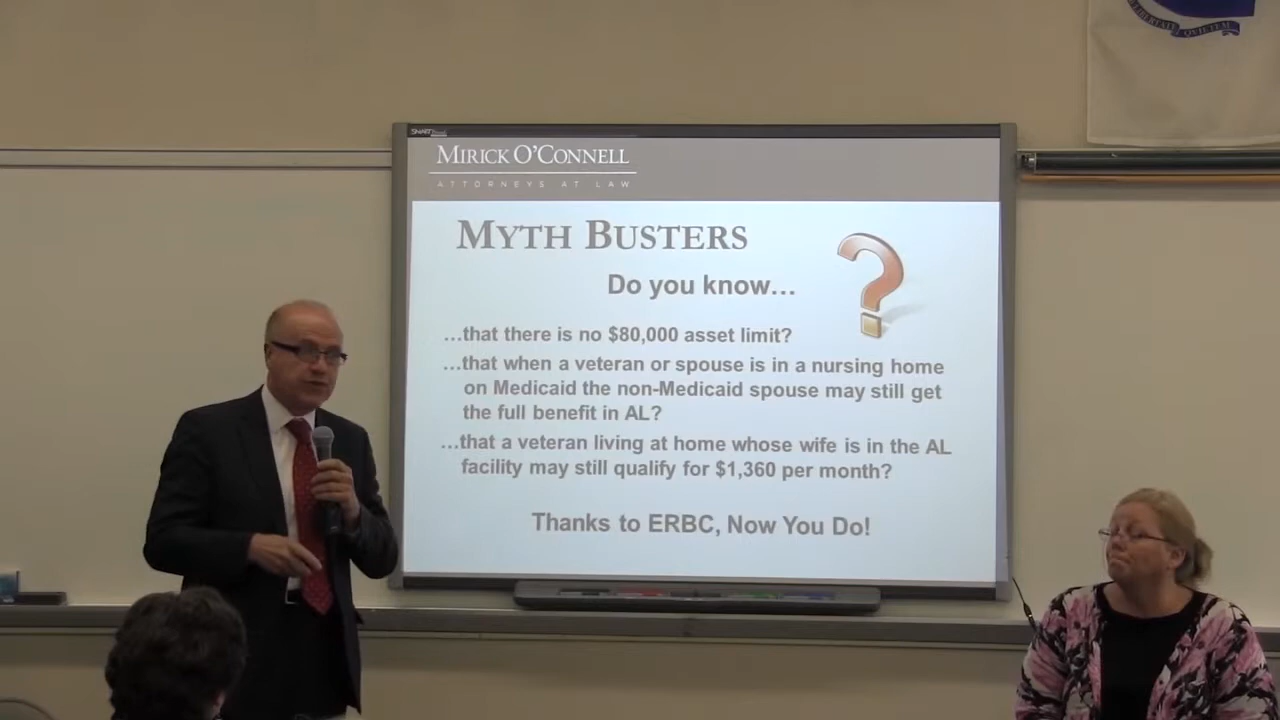 LIBERTATE QUIETEM
SMART
MIRICK O'CONNELL
ATTORNEYS AT LAW
MYTH BUSTERS
Do you know...
...that there is no $80,000 asset limit?
...that when a veteran or spouse is in a nursing home
on Medicaid the non-Medicaid spouse may still get
the full benefit in AL?
...that a veteran living at home whose wife is in the AL
facility may still qualify for $1,360 per month?
Thanks to ERBC, Now You Do!